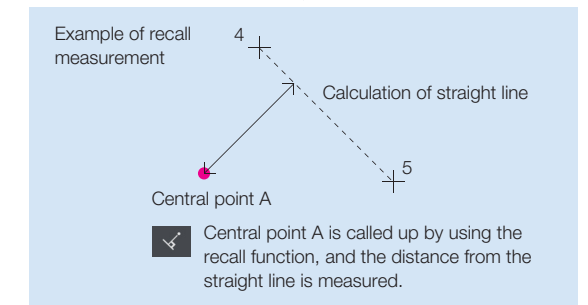 Example of recall
measurement
4
Calculation of straight line
5
Central point A
Central point A is called up by using the
recall function, and the distance from the
straight line is measured.